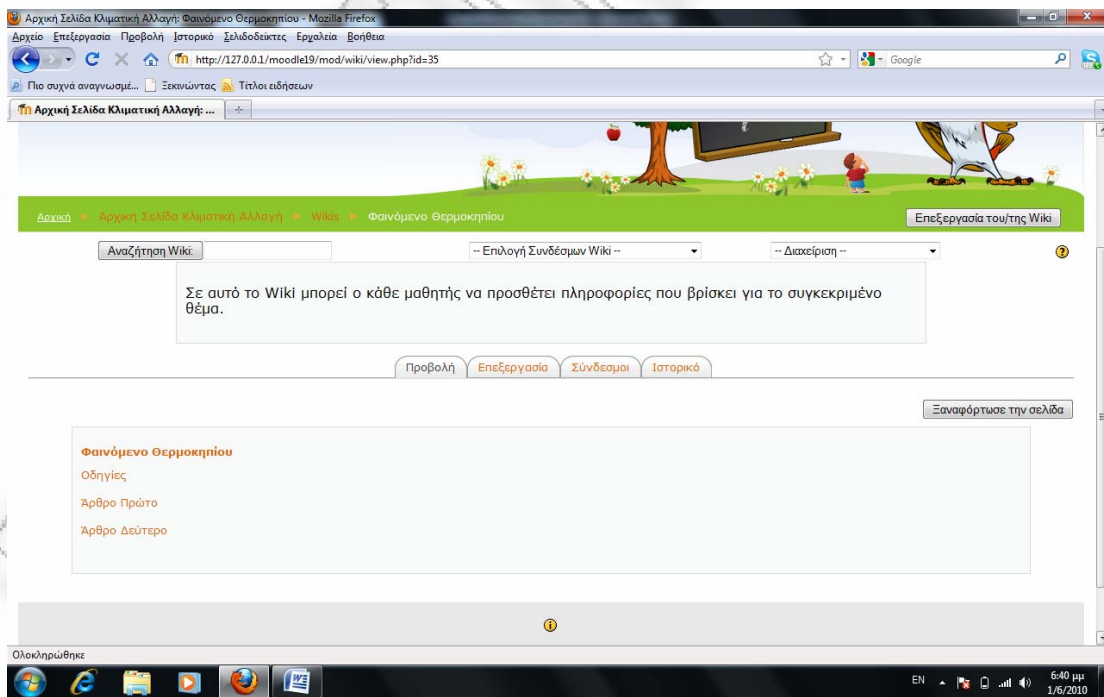 Αρχική Σελίδα Κλιματική Αλλαγή: Φαινόμενο Θερμοκηπίου - Mozilla Firefox
Αρχείο Επεξεργασία Προβολή Ιστορικό Σελιδοδείκτες Εργαλεία Βοήθεια
http://127.0.0.1/moodle19/mod/wiki/view.php?id=35 Google
Πιο συχνά αναγνωσμέ... Ξεκινώντας Τίτλοι ειδήσεων
Αρχική Σελίδα Κλιματική Αλλαγή: ...
Αρχική Αρχική Σελίδα Κλιματική Αλλαγή Wikis Φαινόμενο Θερμοκηπίου Επεξεργασία του/της Wiki
Αναζήτηση Wiki: -- Επιλογή Συνδέσμων Wiki -- -- Διαχείριση --
Σε αυτό το Wiki μπορεί ο κάθε μαθητής να προσθέτει πληροφορίες που βρίσκει για το συγκεκριμένο
θέμα.
Προβολή Επεξεργασία Σύνδεσμοι Ιστορικό
Ξαναφόρτωσε την σελίδα
Φαινόμενο Θερμοκηπίου
Οδηγίες
Άρθρο Πρώτο
Άρθρο Δεύτερο
Ολοκληρώθηκε
EN 6:40 μμ
1/6/2010